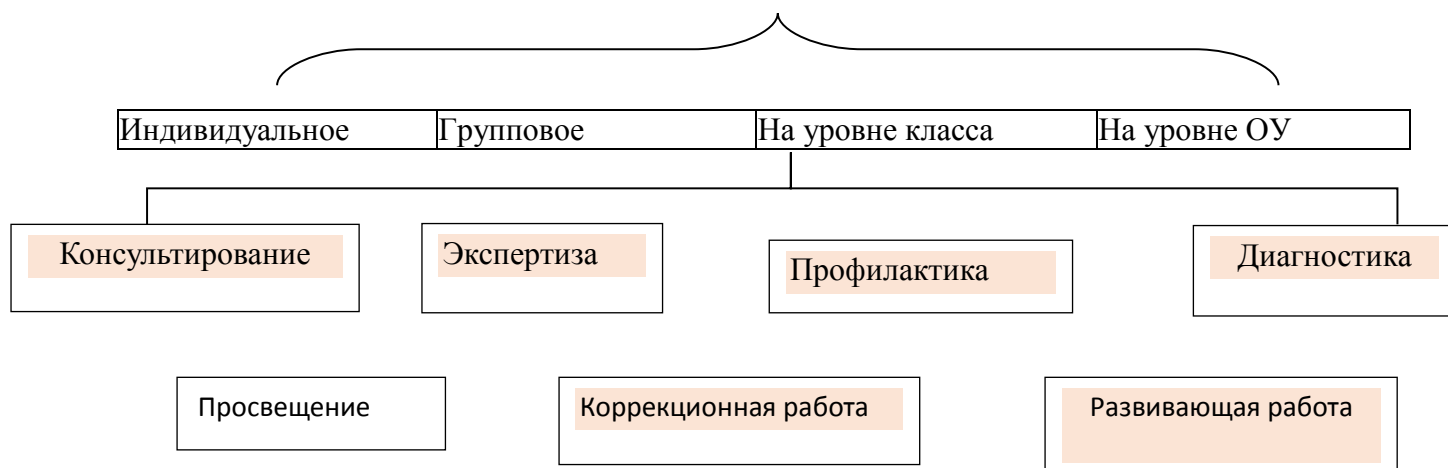 Индивидуальное Групповое На уровне класса На уровне ОУ
Консультирование Экспертиза Профилактика Диагностика
Просвещение Коррекционная работа Развивающая работа